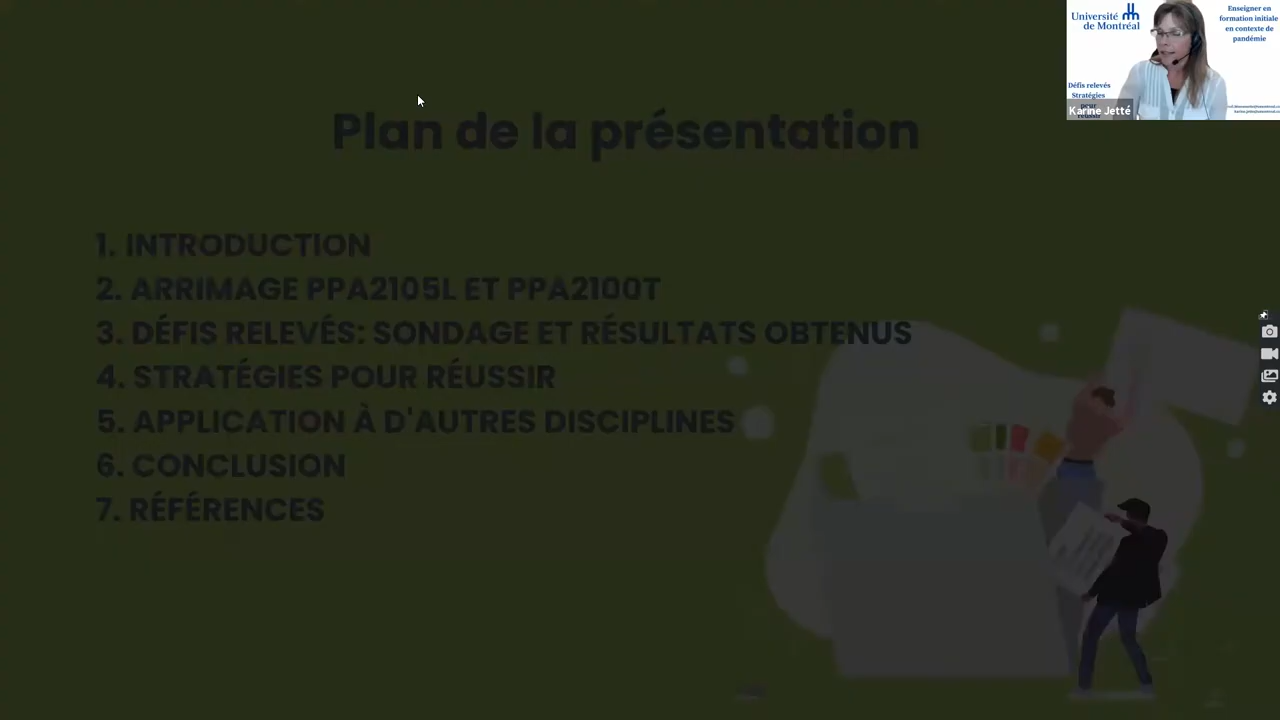 Université
de Montréal
Enseigner en
formation initiale
en contexte de
pandémie
Défis relevés
Stratégies
pour
réussir
Karine Jetté
Plan de la présentation
1. INTRODUCTION
2. ARRIMAGE PPA2105L ET PPA2100T
3. DÉFIS RELEVÉS: SONDAGE ET RÉSULTATS OBTENUS
4. STRATÉGIES POUR RÉUSSIR
5. APPLICATION À D'AUTRES DISCIPLINES
6. CONCLUSION
7. RÉFÉRENCES